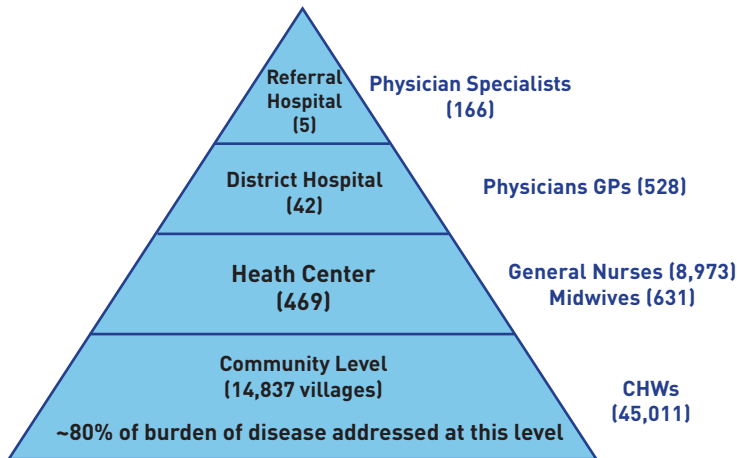 Referral
Hospital
(5)
Physician Specialists
(166)
District Hospital
(42)
Physicians GPs (528)
Heath Center
(469)
General Nurses (8,973)
Midwives (631)
Community Level
(14,837 villages)
CHWs
(45,011)
~80% of burden of disease addressed at this level